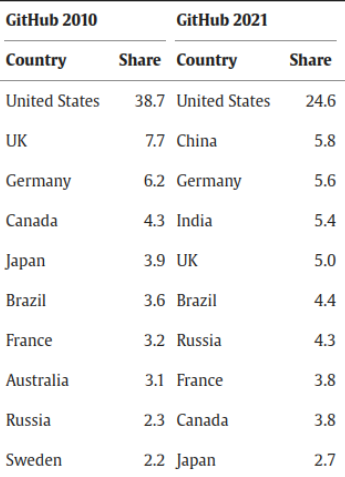 GitHub 2010 GitHub 2021
Country Share Country Share
United States 38.7 United States 24.6
UK 7.7 China 5.8
Germany 6.2 Germany 5.6
Canada 4.3 India 5.4
Japan 3.9 UK 5.0
Brazil 3.6 Brazil 4.4
France 3.2 Russia 4.3
Australia 3.1 France 3.8
Russia 2.3 Canada 3.8
Sweden 2.2 Japan 2.7